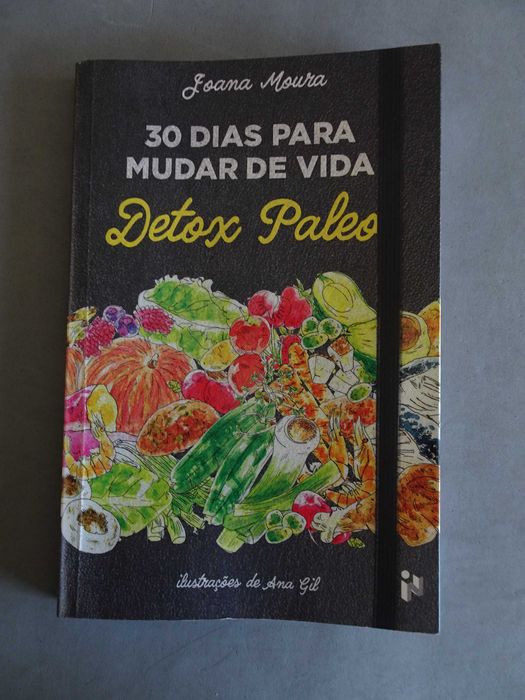 Joana Moura
30 DIAS PARA
MUDAR DE VIDA
Detox Paleo
ilustrações de Ana Gil